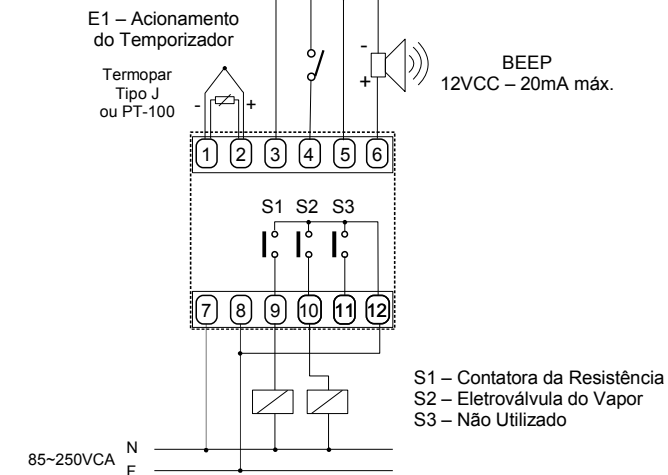 E1 – Acionamento
do Temporizador
Termopar
Tipo J
ou PT-100
- +
-
+
BEEP
12VCC – 20mA máx.
1 2 3 4 5 6
S1 S2 S3
7 8 9 10 11 12
S1 – Contatora da Resistência
S2 – Eletroválvula do Vapor
S3 – Não Utilizado
85~250VCA
N
F